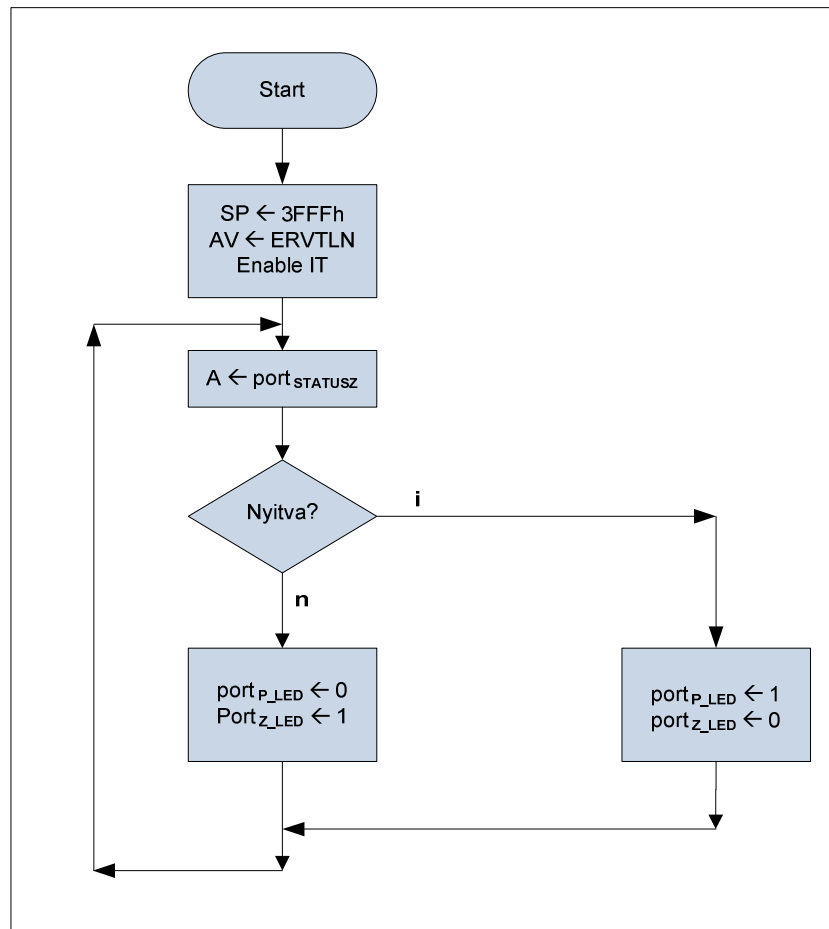 Start
SP ← 3FFFh
AV ← ERVTLN
Enable IT
A ← port STATUSZ
Nyitva?
i
n
port P_LED ← 0
Port Z_LED ← 1
port P_LED ← 1
port Z_LED ← 0